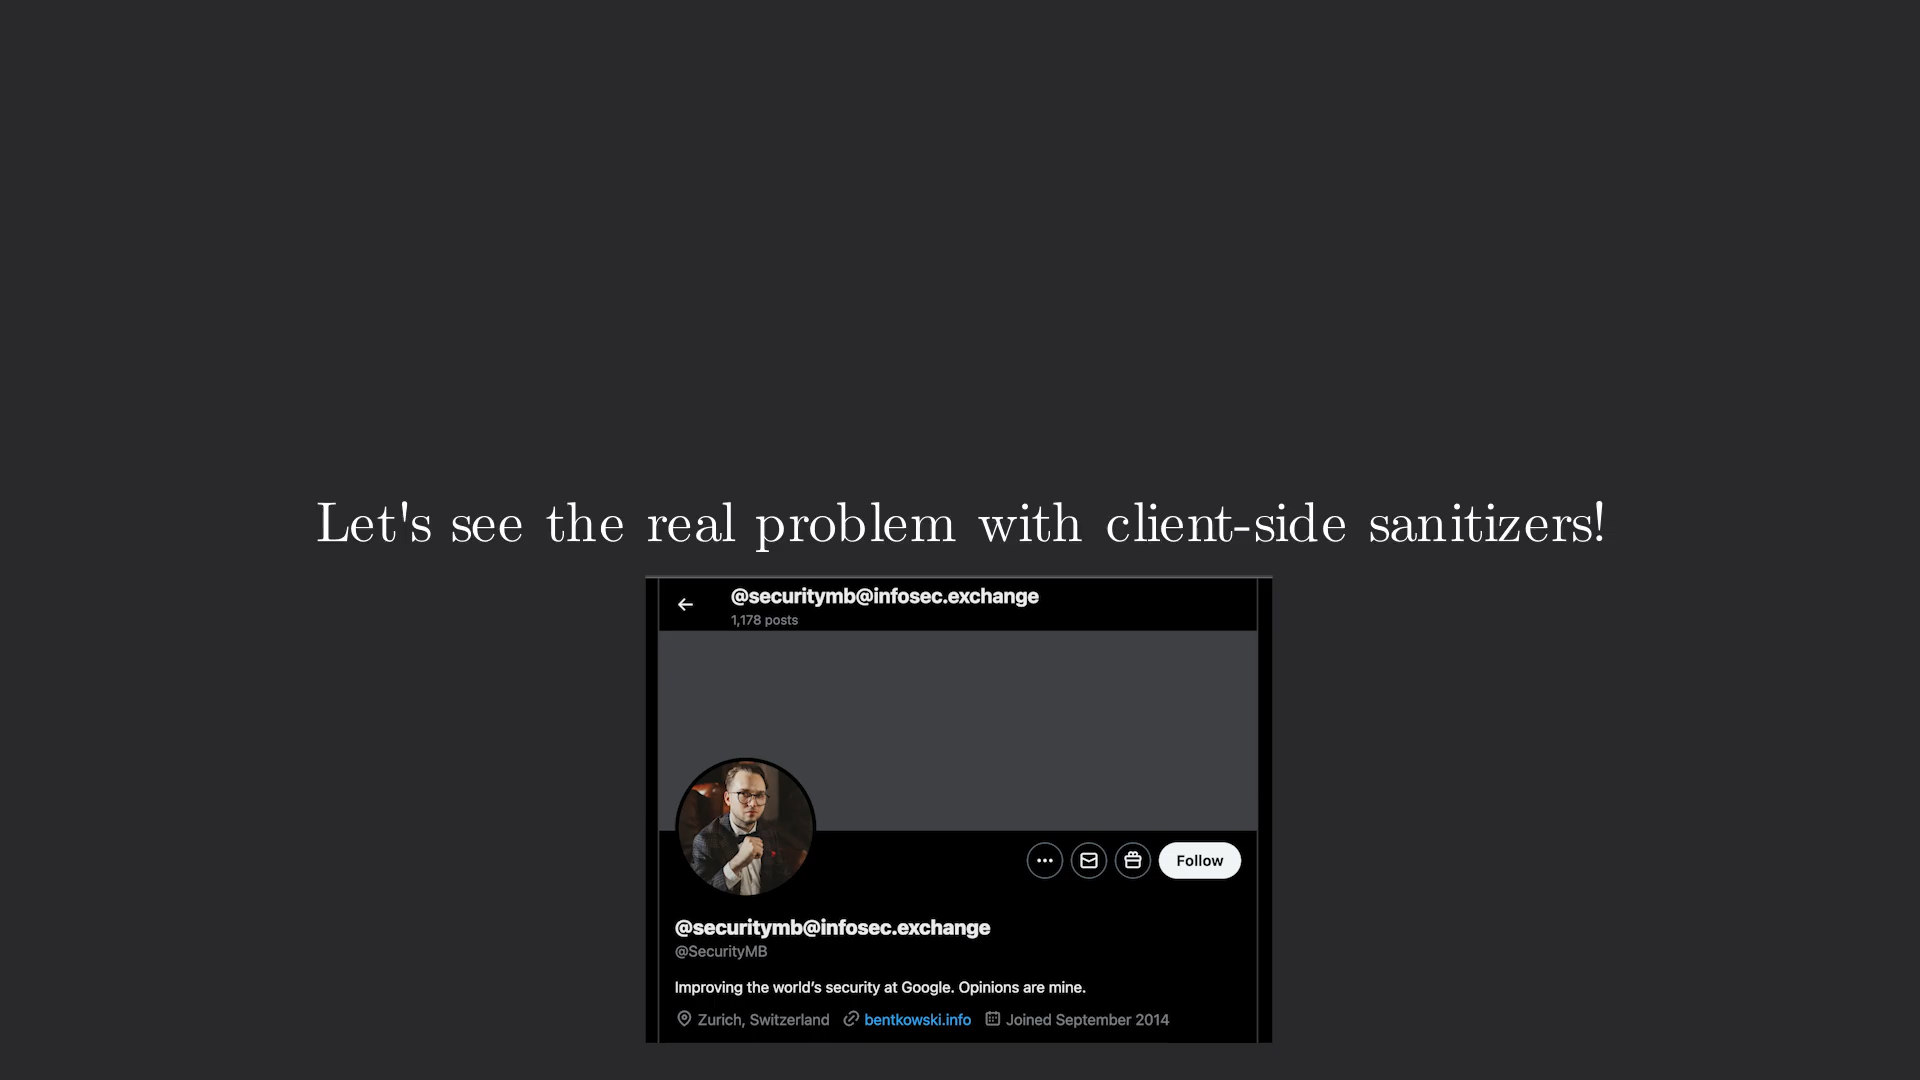 Let's see the real problem with client-side sanitizers!
@securitymb@infosec.exchange
1,178 posts
Follow
@securitymb@infosec.exchange
@SecurityMB
Improving the world’s security at Google. Opinions are mine.
Zurich, Switzerland bentkowski.info Joined September 2014